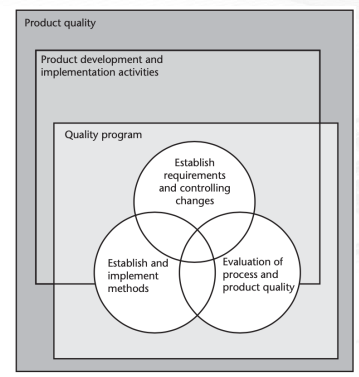 Product quality
Product development and
implementation activities
Quality program
Establish
requirements
and controlling
changes
Establish and
implement
methods
Evaluation of
process and
product quality